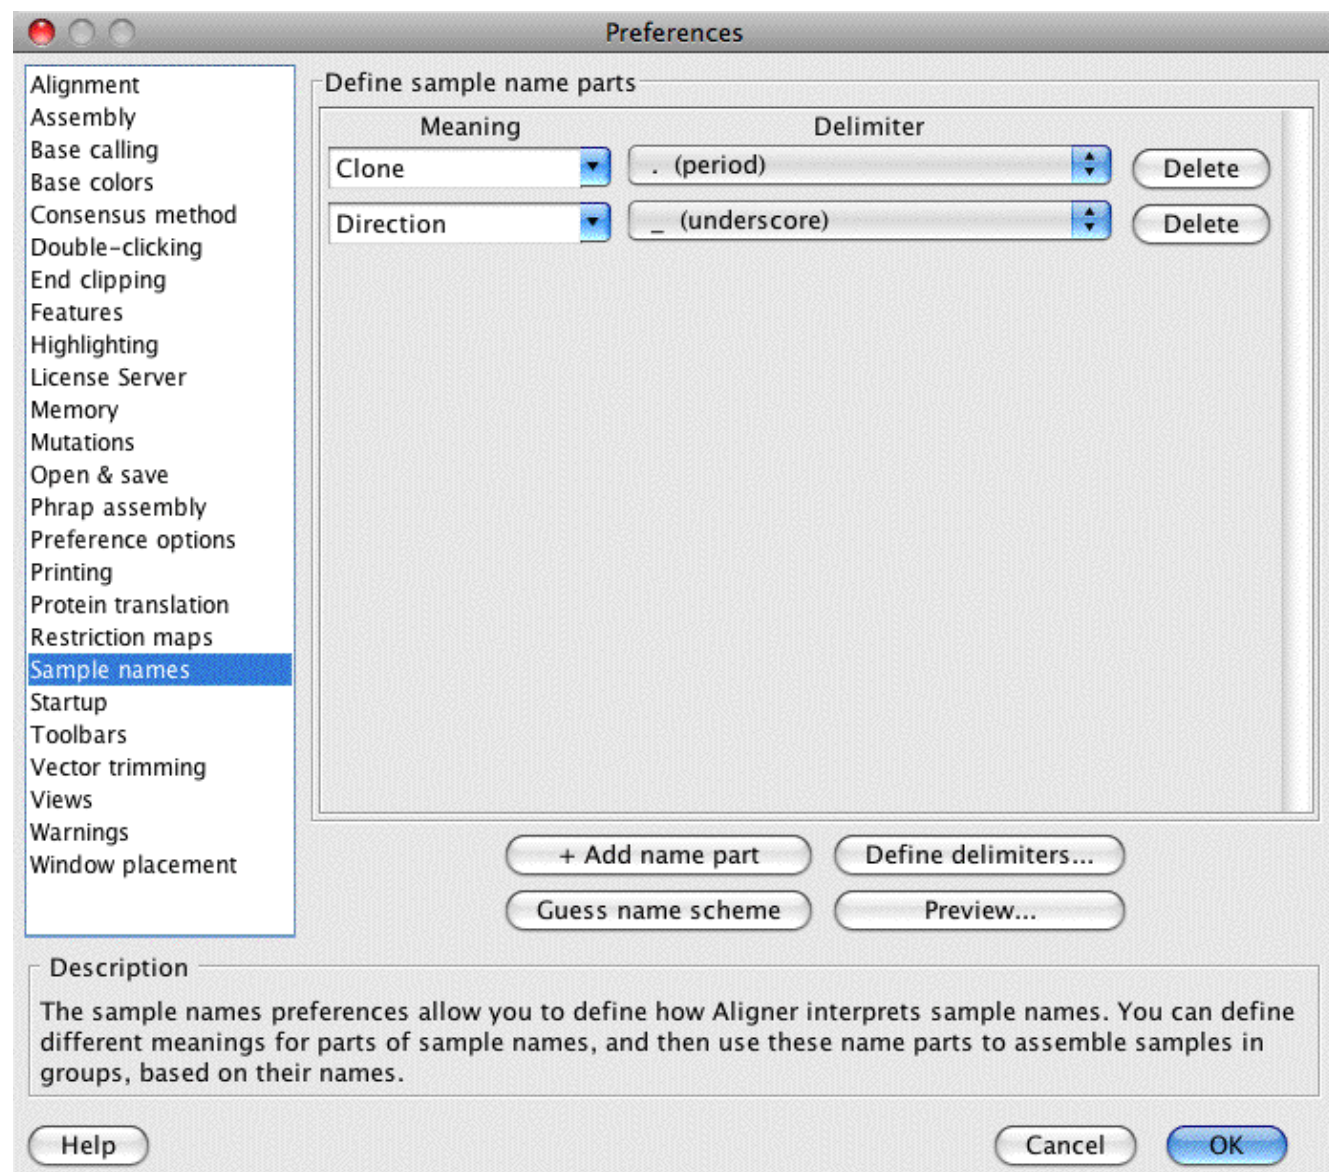 Preferences
Alignment
Assembly
Base calling
Base colors
Consensus method
Double-clicking
End clipping
Features
Highlighting
License Server
Memory
Mutations
Open & save
Phrap assembly
Preference options
Printing
Protein translation
Restriction maps
Sample names
Startup
Toolbars
Vector trimming
Views
Warnings
Window placement
Define sample name parts
Meaning Delimiter
Clone . (period) Delete
Direction _ (underscore) Delete
+ Add name part Define delimiters...
Guess name scheme Preview...
Description
The sample names preferences allow you to define how Aligner interprets sample names. You can define
different meanings for parts of sample names, and then use these name parts to assemble samples in
groups, based on their names.
Help Cancel OK